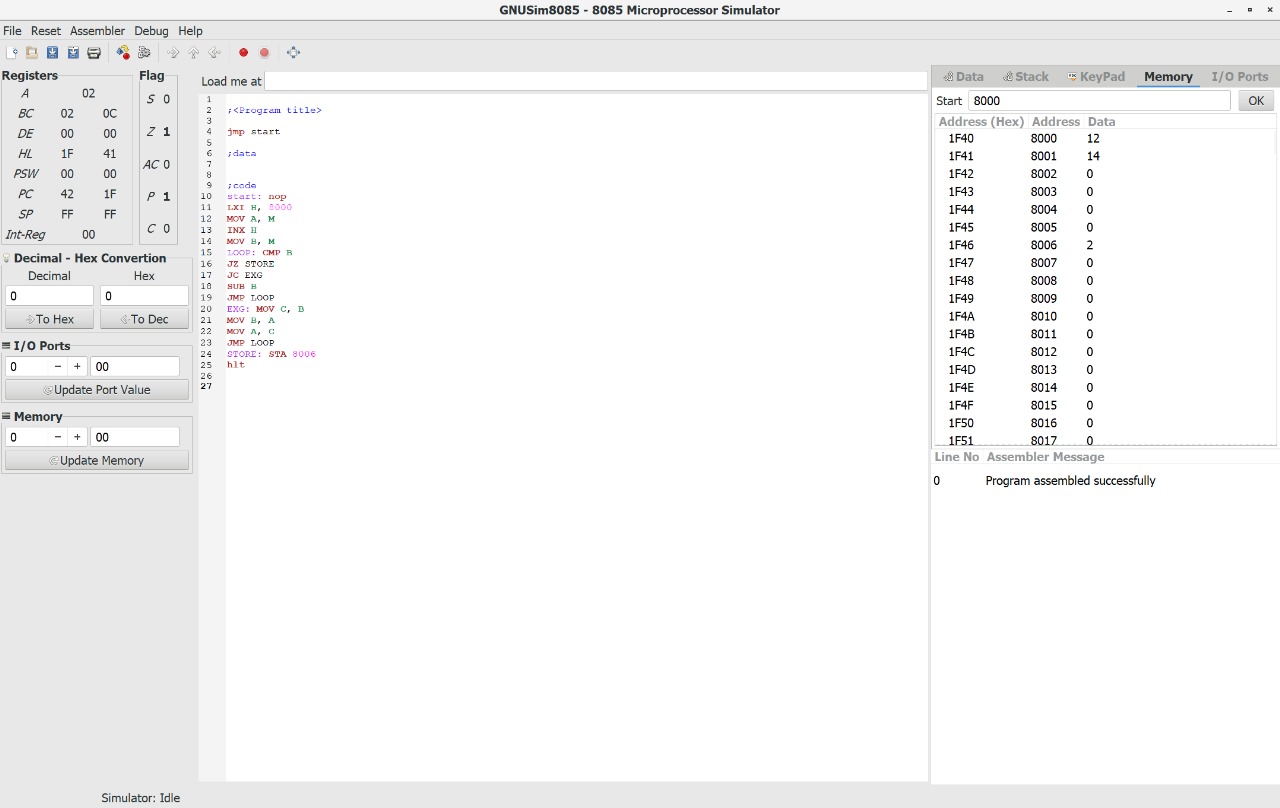 GNUSim8085 - 8085 Microprocessor Simulator
File Reset Assembler Debug Help
Registers
A 02
BC 02 0C
DE 00 00
HL 1F 41
PSW 00 00
PC 42 1F
SP FF FF
Int-Reg 00
Flag
S 0
Z 1
AC 0
P 1
C 0
Decimal - Hex Convertion
Decimal Hex
0 0
To Hex To Dec
I/O Ports
0 - + 00
Update Port Value
Memory
0 - + 00
Update Memory
Load me at
1
2 ;<Program title>
3
4 jmp start
5
6 ;data
7
8
9 ;code
10 start: nop
11 LXI H, 8000
12 MOV A, M
13 INX H
14 MOV B, M
15 LOOP: CMP B
16 JZ STORE
17 JC EXG
18 SUB B
19 JMP LOOP
20 EXG: MOV C, B
21 MOV B, A
22 MOV A, C
23 JMP LOOP
24 STORE: STA 8006
25 hlt
26
27
Data Stack KeyPad Memory I/O Ports
Start 8000 OK
Address (Hex) Address Data
1F40 8000 12
1F41 8001 14
1F42 8002 0
1F43 8003 0
1F44 8004 0
1F45 8005 0
1F46 8006 2
1F47 8007 0
1F48 8008 0
1F49 8009 0
1F4A 8010 0
1F4B 8011 0
1F4C 8012 0
1F4D 8013 0
1F4E 8014 0
1F4F 8015 0
1F50 8016 0
1F51 8017 0
Line No Assembler Message
0 Program assembled successfully
Simulator: Idle